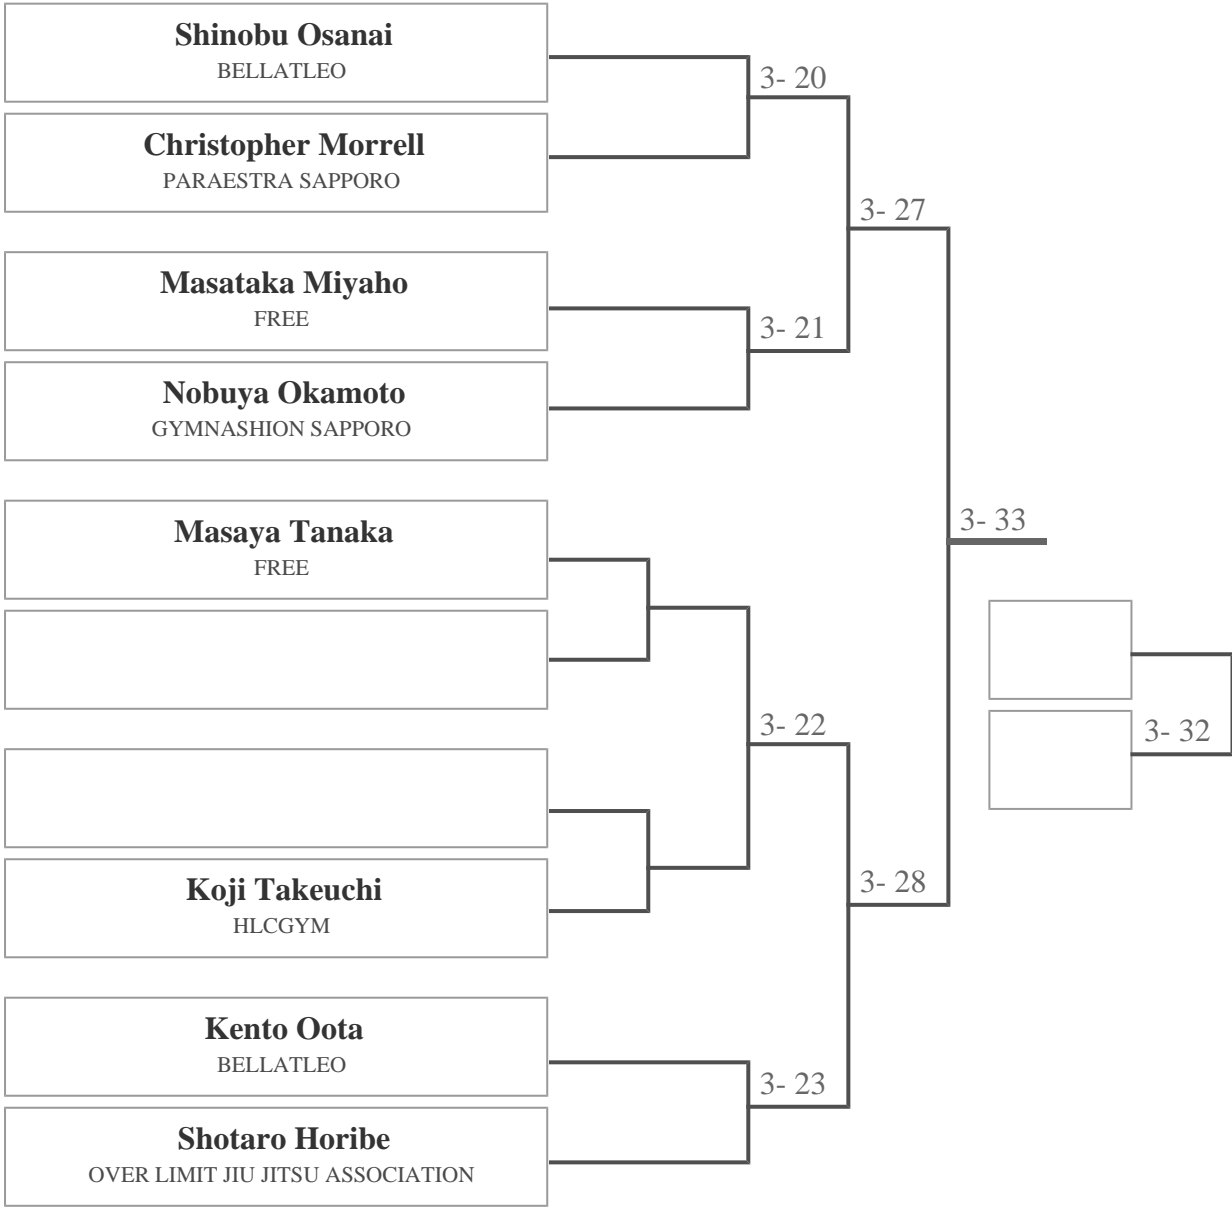 Shinobu Osanai
BELLATLEO
3- 20
Christopher Morrell
PARAESTRA SAPPORO
3- 27
Masataka Miyaho
FREE
3- 21
Nobuya Okamoto
GYMNASHION SAPPORO
Masaya Tanaka
FREE
3- 33
3- 22
3- 32
Koji Takeuchi
HLCGYM
3- 28
Kento Oota
BELLATLEO
3- 23
Shotaro Horibe
OVER LIMIT JIU JITSU ASSOCIATION